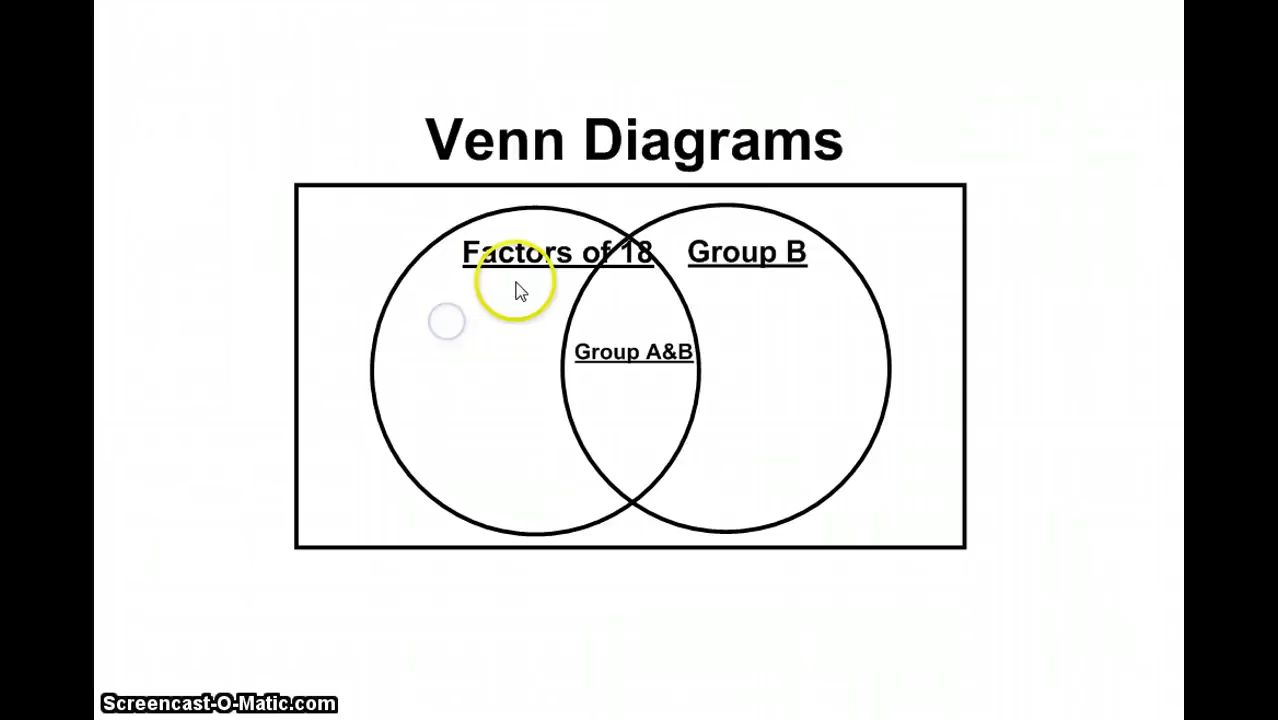 Venn Diagrams
Factors of 18
Group B
Group A&B
Screencast-O-Matic.com